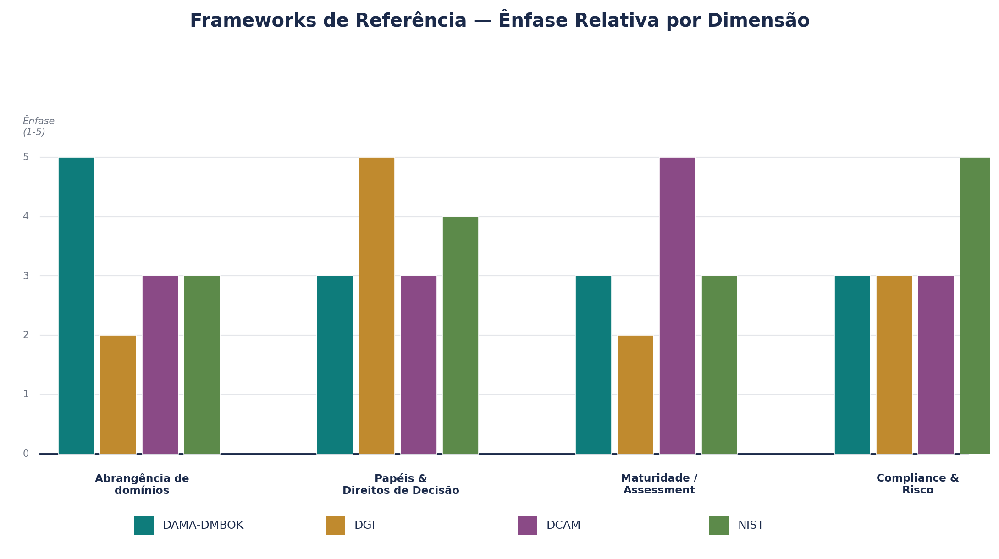 Frameworks de Referência — Ênfase Relativa por Dimensão
Ênfase
(1-5)
5
4
3
2
1
0
Abrangência de
domínios
Papéis &
Direitos de Decisão
Maturidade /
Assessment
Compliance &
Risco
DAMA-DMBOK
DGI
DCAM
NIST